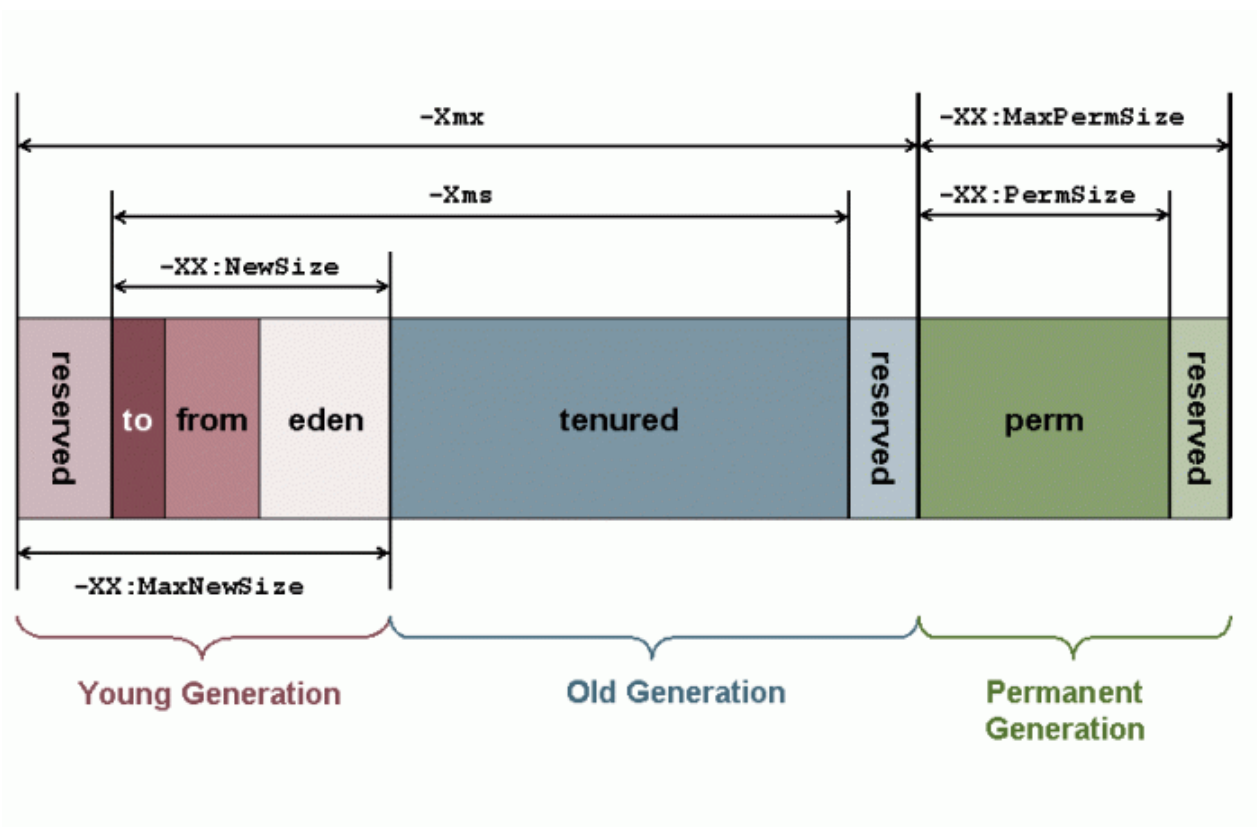 -Xmx
-XX:MaxPermSize
-Xms
-XX:PermSize
-XX:NewSize
reserved
to
from
eden
tenured
reserved
perm
reserved
-XX:MaxNewSize
Young Generation
Old Generation
Permanent
Generation